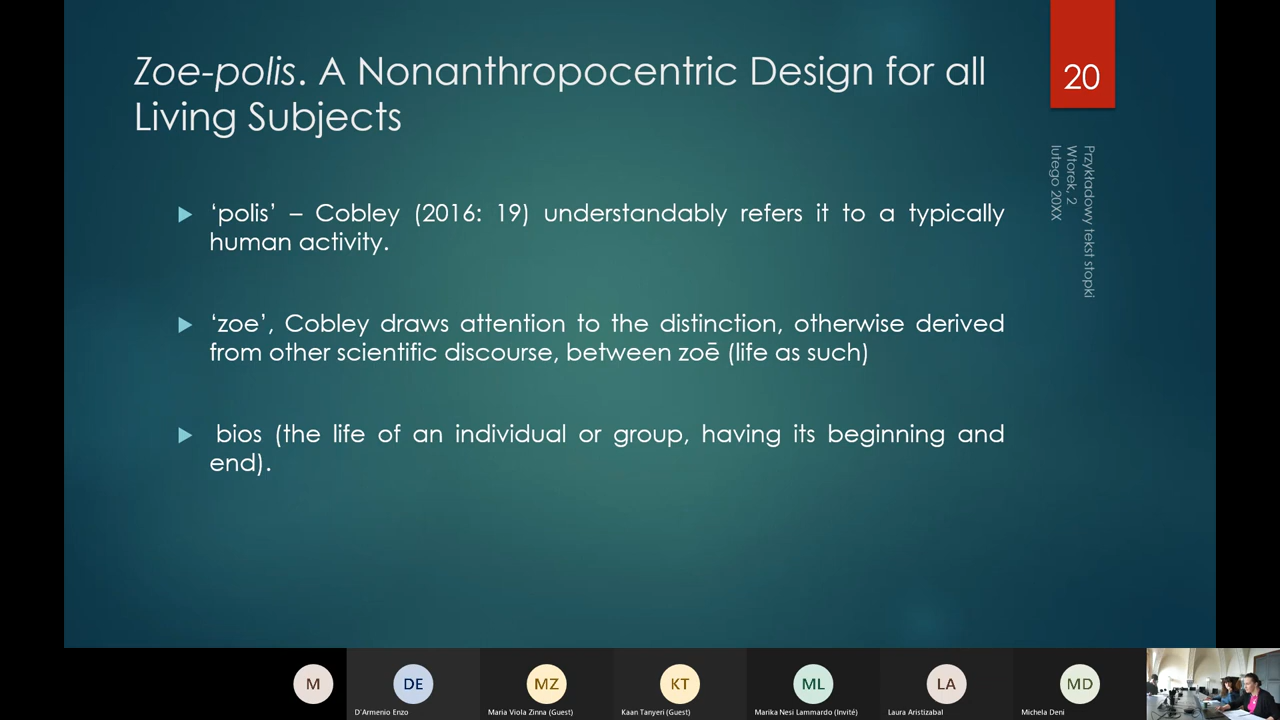 Zoe-polis. A Nonanthropocentric Design for all
Living Subjects
20
Przykładowy tekst stopki
Wtorek, 2
lutego 20XX
‘polis’ – Cobley (2016: 19) understandably refers it to a typically
human activity.
‘zoe’, Cobley draws attention to the distinction, otherwise derived
from other scientific discourse, between zoē (life as such)
bios (the life of an individual or group, having its beginning and
end).
M
DE
MZ
KT
ML
LA
MD
D'Armenio Enzo
Maria Viola Zinna (Guest)
Kaan Tanyeri (Guest)
Marika Nesi Lammardo (Invité)
Laura Aristizabal
Michela Deni